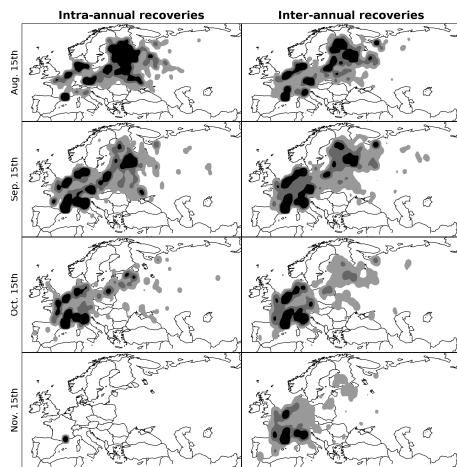 Intra-annual recoveries
Inter-annual recoveries
Aug. 15th
Sep. 15th
Oct. 15th
Nov. 15th